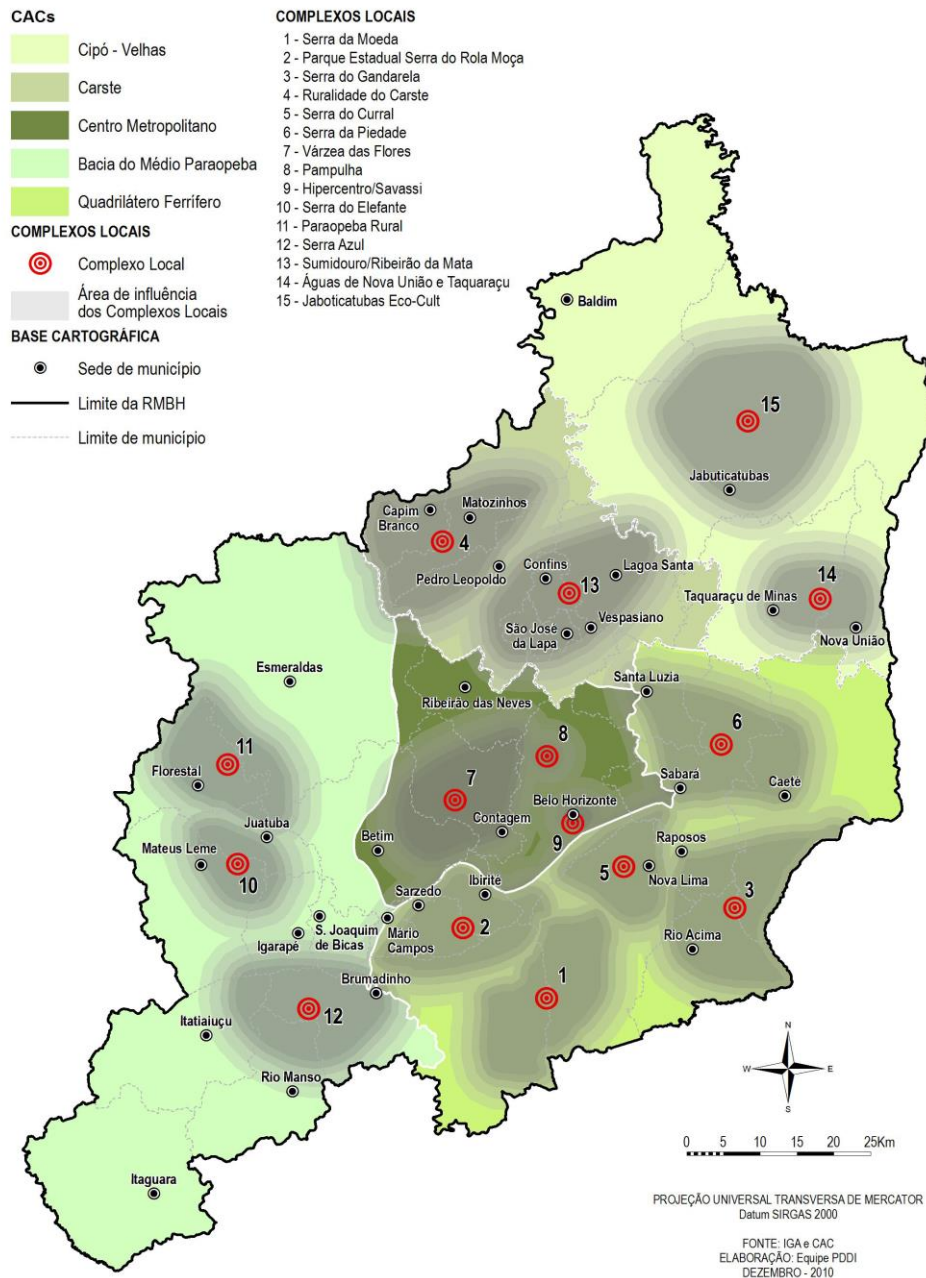 CACs
Cipó - Velhas
Carste
Centro Metropolitano
Bacia do Médio Paraopeba
Quadrilátero Ferrífero
COMPLEXOS LOCAIS
Complexo Local
Área de influência
dos Complexos Locais
BASE CARTOGRÁFICA
Sede de município
Limite da RMBH
Limite de município
COMPLEXOS LOCAIS
1 - Serra da Moeda
2 - Parque Estadual Serra do Rola Moça
3 - Serra do Gandarela
4 - Ruralidade do Carste
5 - Serra do Curral
6 - Serra da Piedade
7 - Várzea das Flores
8 - Pampulha
9 - Hipercentro/Savassi
10 - Serra do Elefante
11 - Paraopeba Rural
12 - Serra Azul
13 - Sumidouro/Ribeirão da Mata
14 - Águas de Nova União e Taquaraçu
15 - Jaboticatubas Eco-Cult
Baldim
15
Jabuticatubas
Capim
Branco
Matozinhos
4
Pedro Leopoldo
Confins
Lagoa Santa
13
Vespasiano
São Jose
da Lapa
14
Taquaraçu de Minas
Nova União
Esmeraldas
Ribeirão das Neves
Santa Luzia
6
8
11
Florestal
7
Sabará
Caeté
Belo Horizonte
Contagem
Juatuba
Mateus Leme
10
Betim
9
Raposos
5
Nova Lima
Ibirité
Sarzedo
3
2
S. Joaquim
de Bicas
Igarapé
Mario
Campos
Rio Acima
Brumadinho
1
12
Itatiaiuçu
Rio Manso
Itaguara
N
W
E
S
0 5 10 15 20 25Km
PROJEÇÃO UNIVERSAL TRANSVERSA DE MERCATOR
Datum SIRGAS 2000
FONTE: IGA e CAC
ELABORAÇÃO: Equipe PDDI
DEZEMBRO - 2010